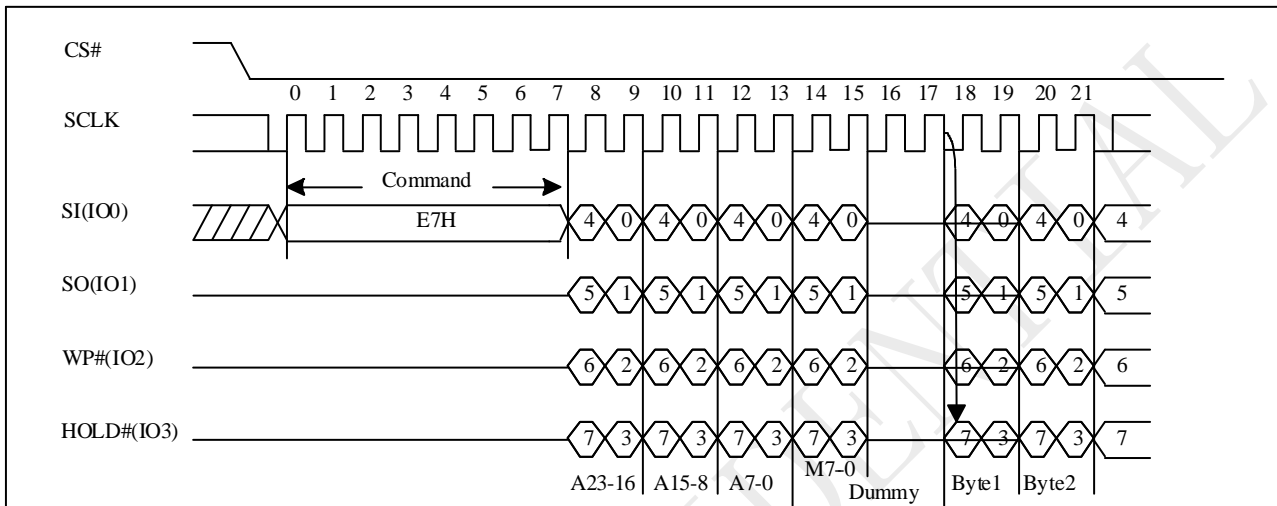 CS#
0 1 2 3 4 5 6 7 8 9 10 11 12 13 14 15 16 17 18 19 20 21
SCLK
Command
SI(IO0) E7H 4 0 4 0 4 0 4 0 4 0 4 0 4
SO(IO1) 5 1 5 1 5 1 5 1 5 1 5 1 5
WP#(IO2) 6 2 6 2 6 2 6 2 6 2 6 2 6
HOLD#(IO3) 7 3 7 3 7 3 7 3 7 3 7 3 7
A23-16 A15-8 A7-0 M7-0 Dummy Byte1 Byte2